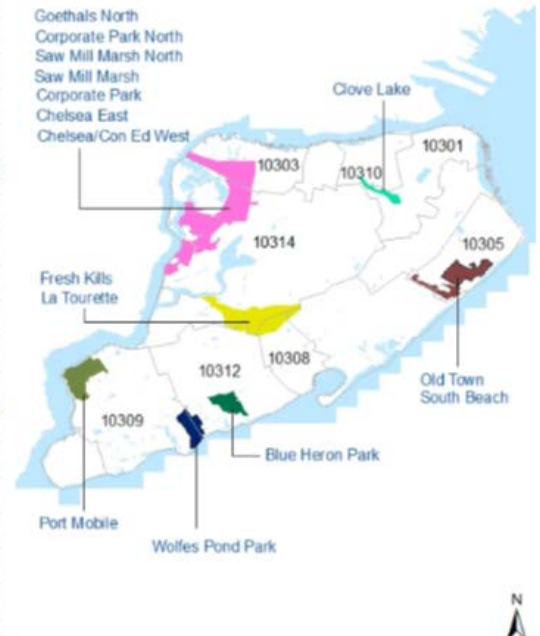 Goethals North
Corporate Park North
Saw Mill Marsh North
Saw Mill Marsh
Corporate Park
Chelsea East
Chelsea/Con Ed West
Clove Lake
10301
10303
10310
10314
10305
Fresh Kills
La Tourette
10308
10312
Old Town
South Beach
10309
Blue Heron Park
Port Mobile
Wolfes Pond Park
N